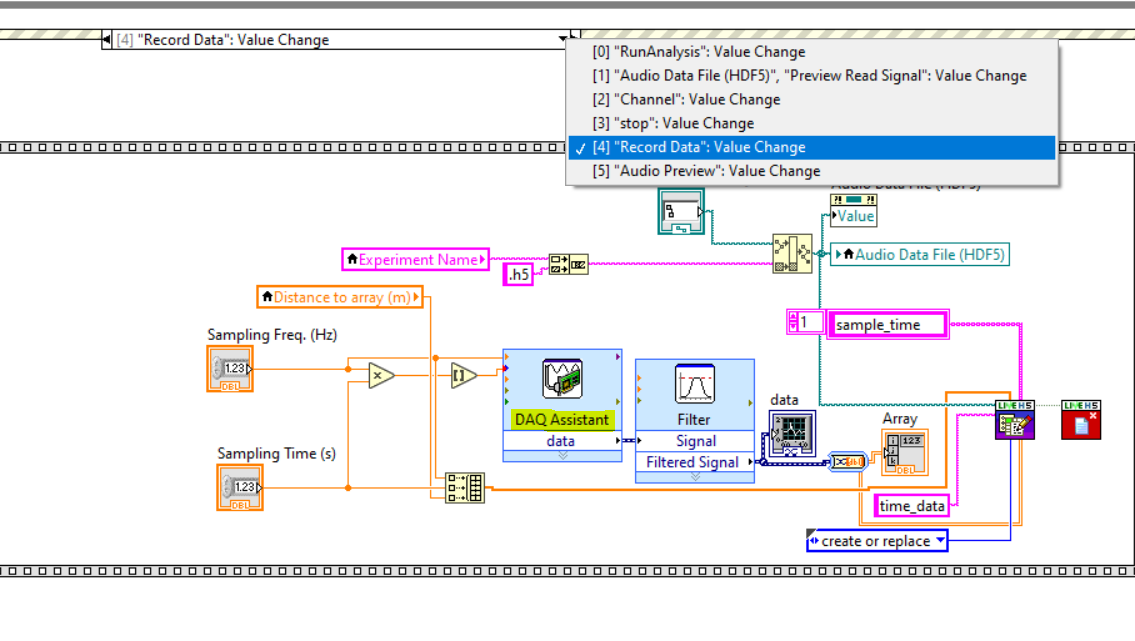 [4] "Record Data": Value Change
[0] "RunAnalysis": Value Change
[1] "Audio Data File (HDF5)", "Preview Read Signal": Value Change
[2] "Channel": Value Change
[3] "stop": Value Change
[4] "Record Data": Value Change
[5] "Audio Preview": Value Change
Audio Data File (HDF5)
?! ?!
Value
Experiment Name
.h5
Audio Data File (HDF5)
Distance to array (m)
1
sample_time
Sampling Freq. (Hz)
1.23
DBL
×
[]
DAQ Assistant
data
Filter
Signal
Filtered Signal
data
Array
i 123
j
k
DBL
LIVEH5
LIVEH5
Sampling Time (s)
1.23
DBL
time_data
create or replace